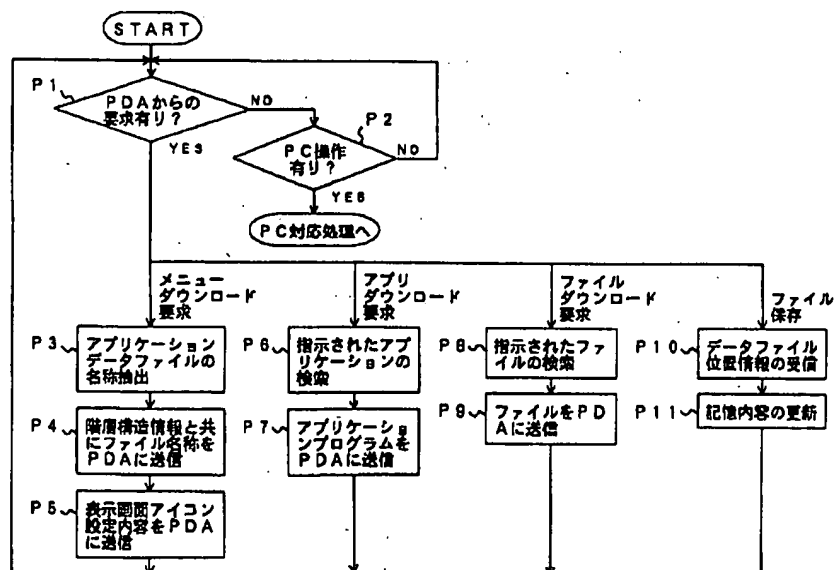 START
P1
PDAからの
要求有り？
NO
YES
P2
PC操作
有り？
NO
YES
PC対応処理へ
メニュー
ダウンロード
要求
アプリ
ダウンロード
要求
ファイル
ダウンロード
要求
ファイル
保存
P3
アプリケーション
データファイルの
名称抽出
P6
指示されたアプ
リケーションの
検索
P8
指示されたファ
イルの検索
P10
データファイル
位置情報の受信
P4
階層構造情報と共
にファイル名称を
PDAに送信
P7
アプリケーショ
ンプログラムを
PDAに送信
P9
ファイルをPD
Aに送信
P11
記憶内容の更新
P5
表示画面アイコン
設定内容をPDA
に送信